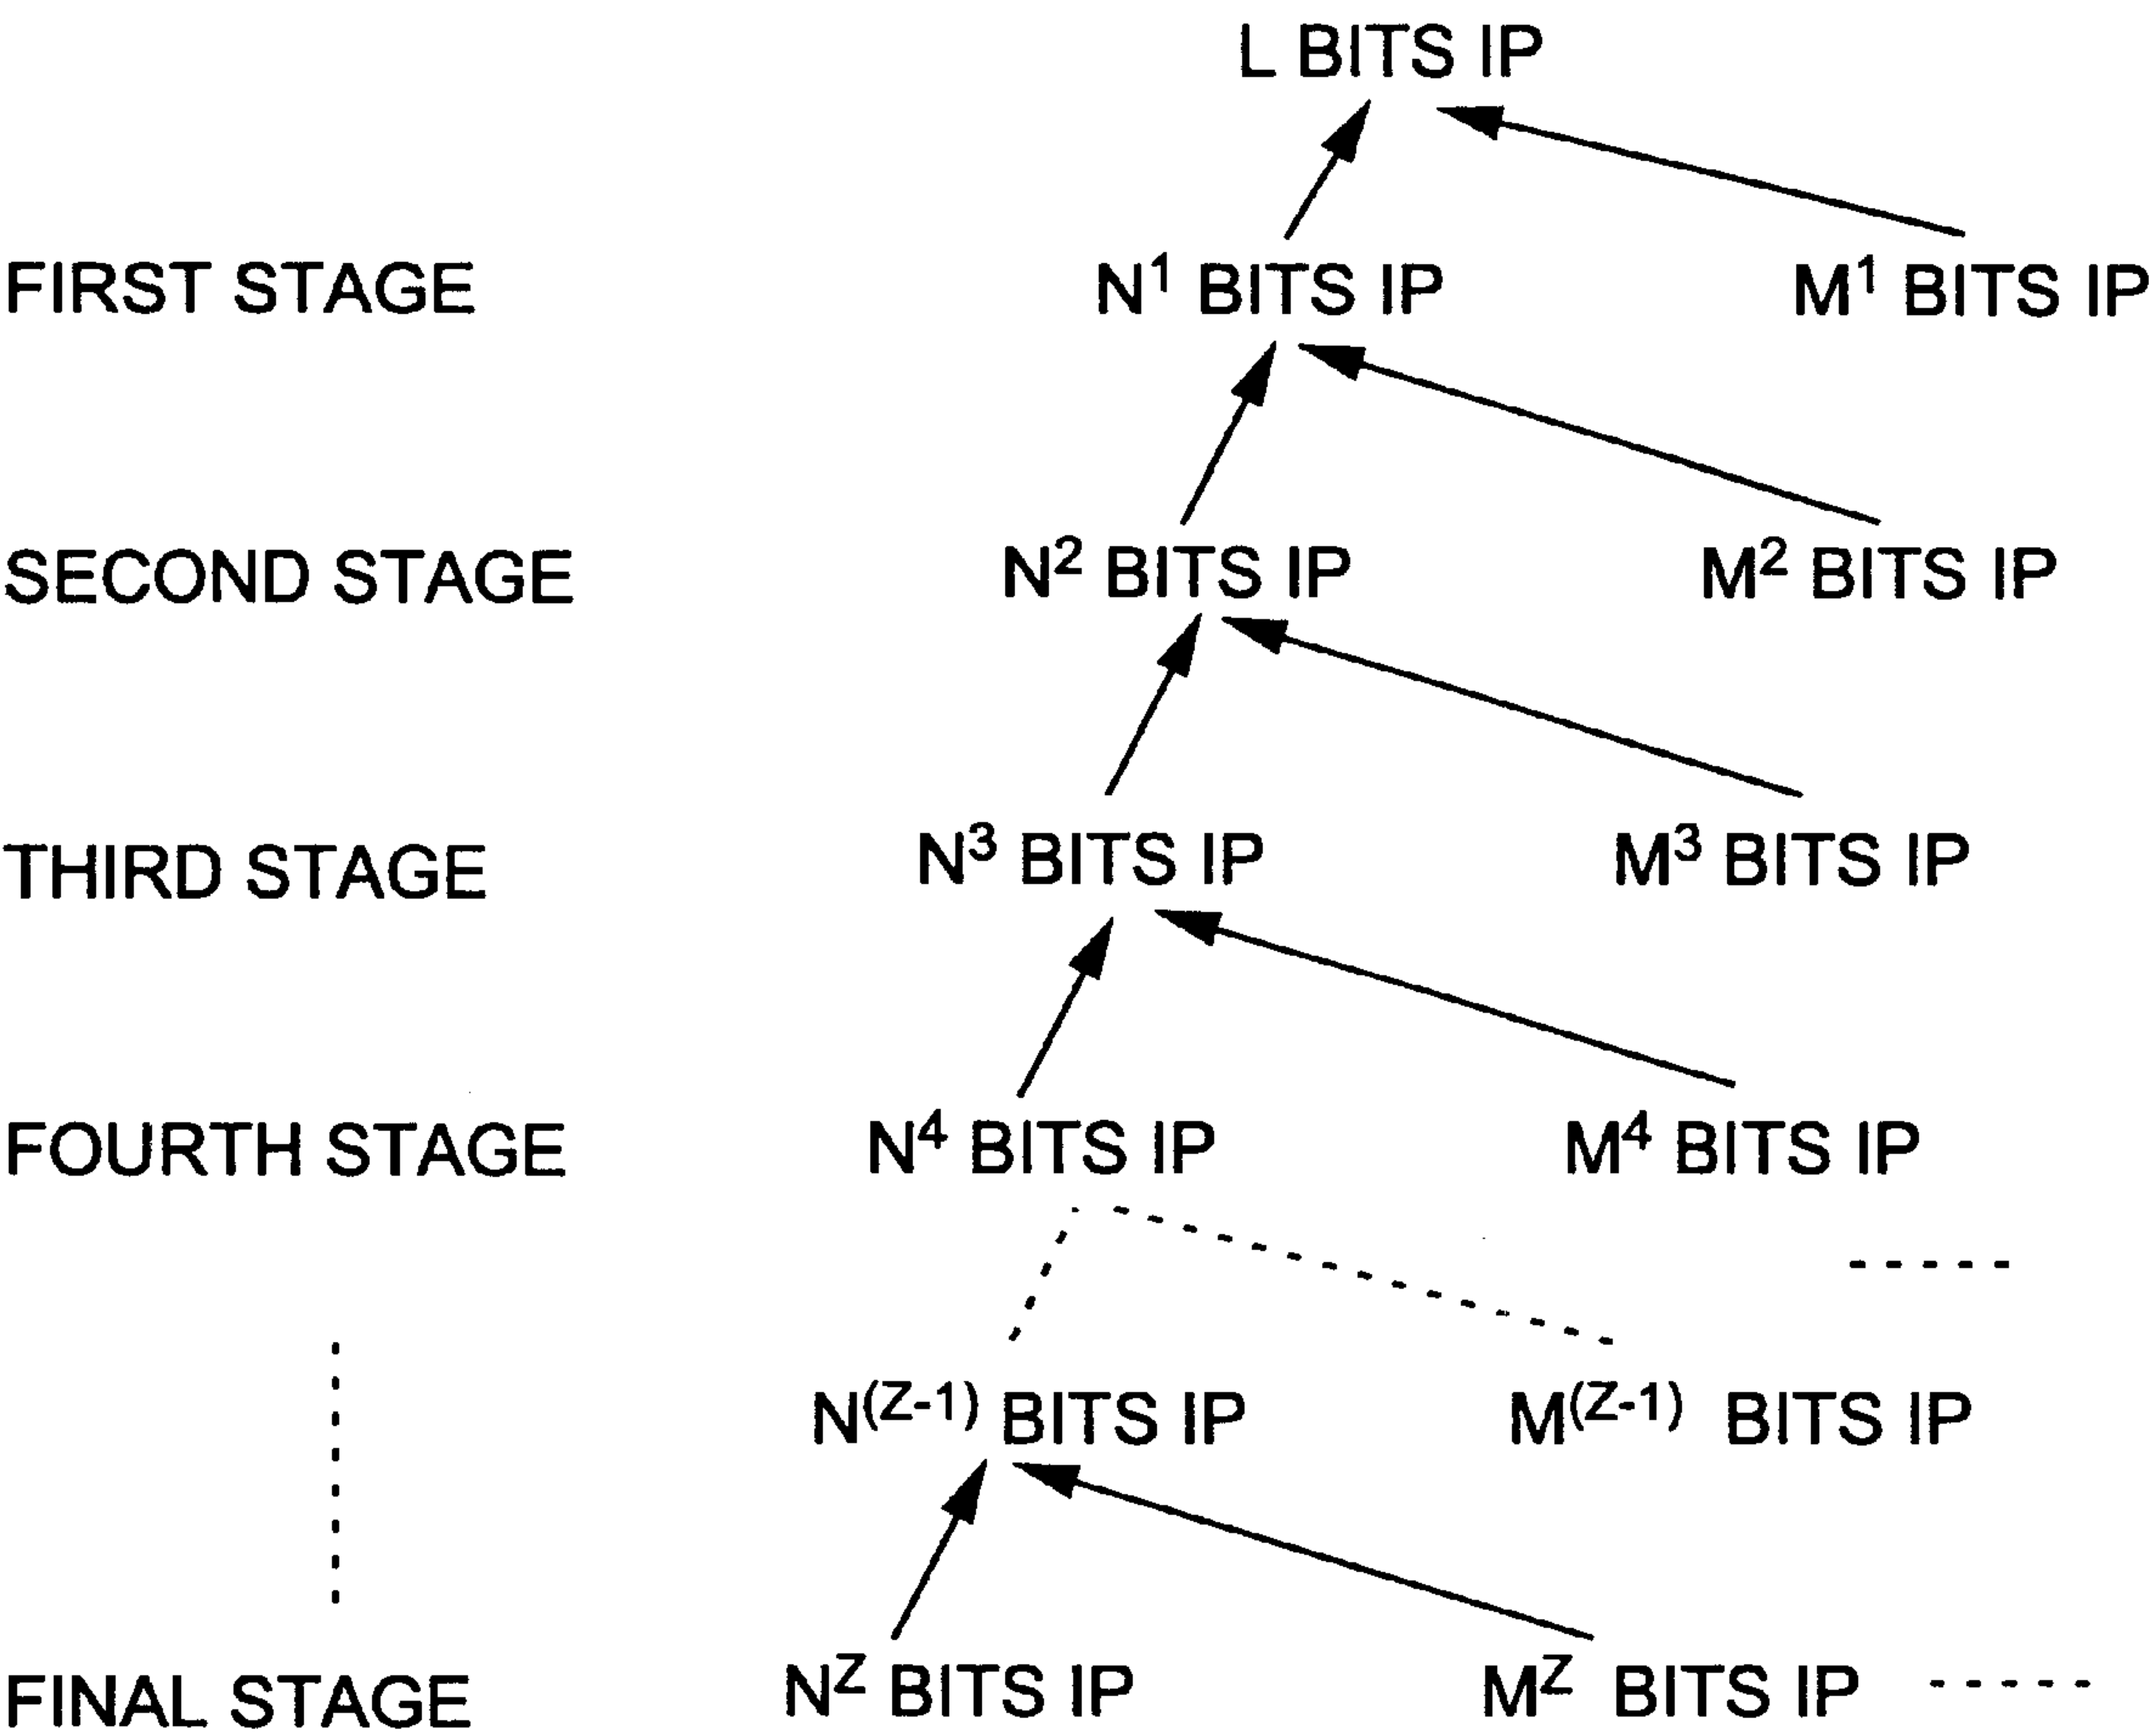 L BITS IP
FIRST STAGE N¹ BITS IP M¹ BITS IP
SECOND STAGE N² BITS IP M² BITS IP
THIRD STAGE N³ BITS IP M³ BITS IP
FOURTH STAGE N⁴ BITS IP M⁴ BITS IP
N^(Z-1) BITS IP M^(Z-1) BITS IP
FINAL STAGE N^Z BITS IP M^Z BITS IP -----